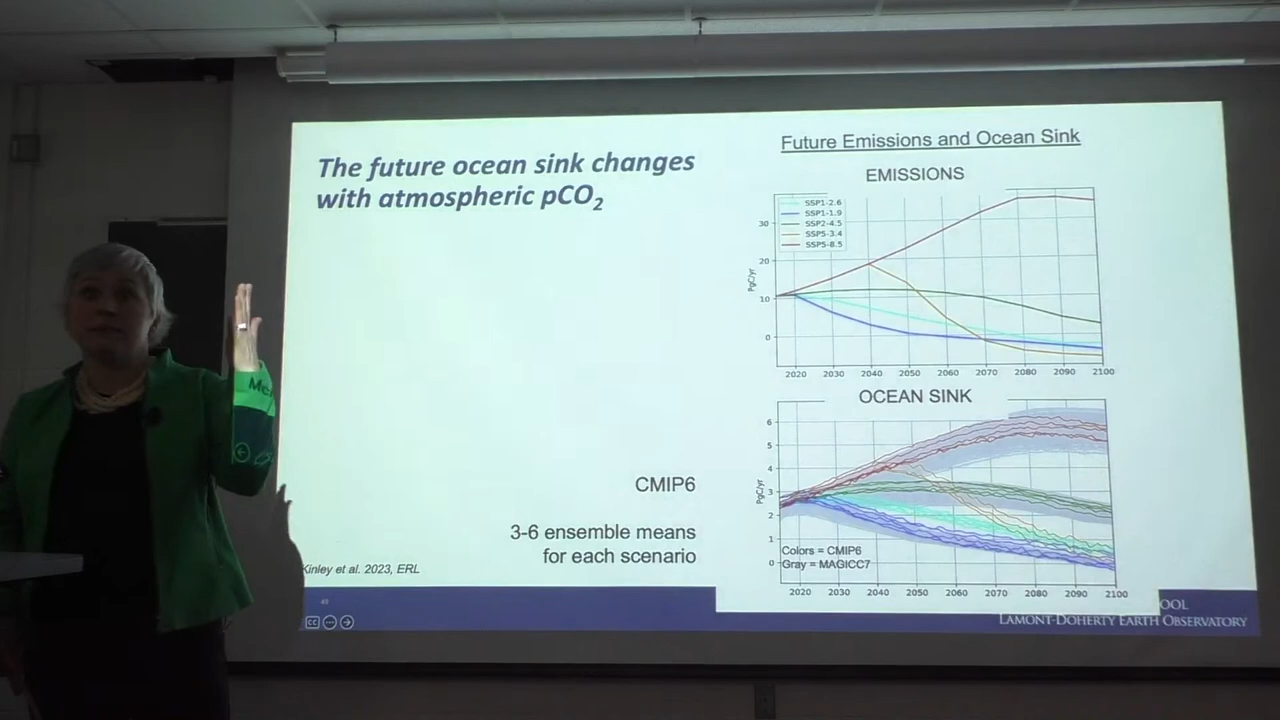 The future ocean sink changes
with atmospheric pCO2
Future Emissions and Ocean Sink
EMISSIONS
SSP1-2.6
SSP1-1.9
SSP2-4.5
SSP5-3.4
SSP5-8.5
PgC/yr
30
20
10
0
2020 2030 2040 2050 2060 2070 2080 2090 2100
OCEAN SINK
PgC/yr
6
5
4
3
2
1
0
Colors = CMIP6
Gray = MAGICC7
2020 2030 2040 2050 2060 2070 2080 2090 2100
CMIP6
3-6 ensemble means
for each scenario
Kinley et al. 2023, ERL
49
CC
OOL
LAMONT-DOHERTY EARTH OBSERVATORY